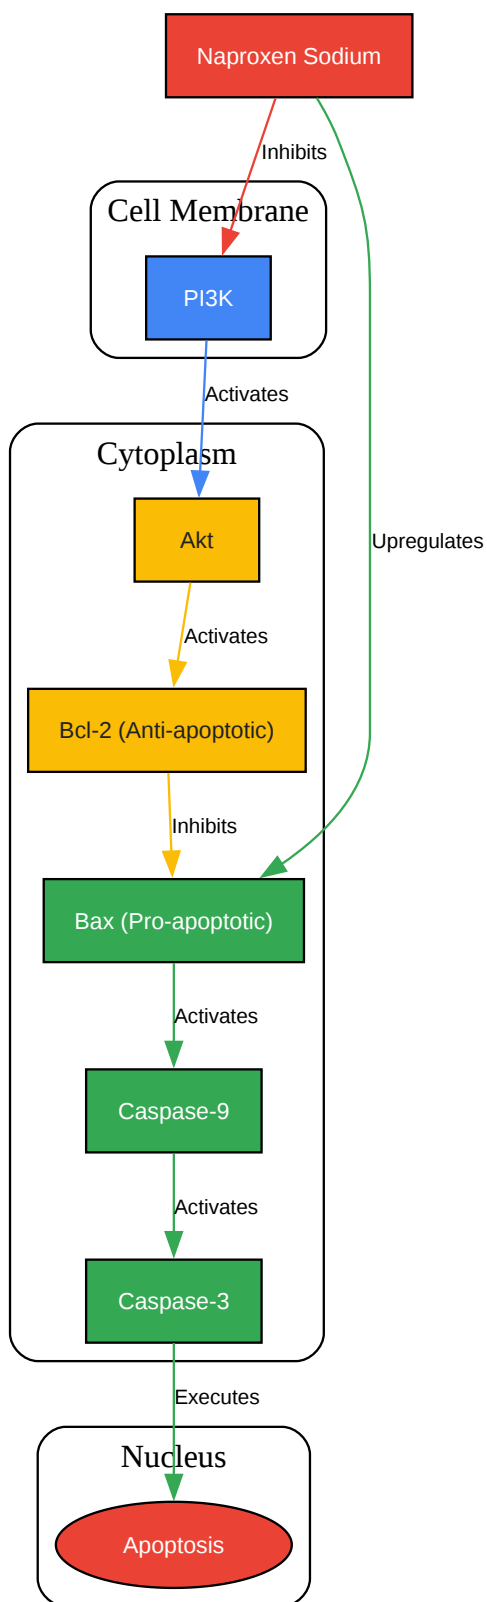 Naproxen Sodium
Inhibits
Cell Membrane
PI3K
Activates
Cytoplasm
Akt
Upregulates
Activates
Bcl-2 (Anti-apoptotic)
Inhibits
Bax (Pro-apoptotic)
Activates
Caspase-9
Activates
Caspase-3
Executes
Nucleus
Apoptosis